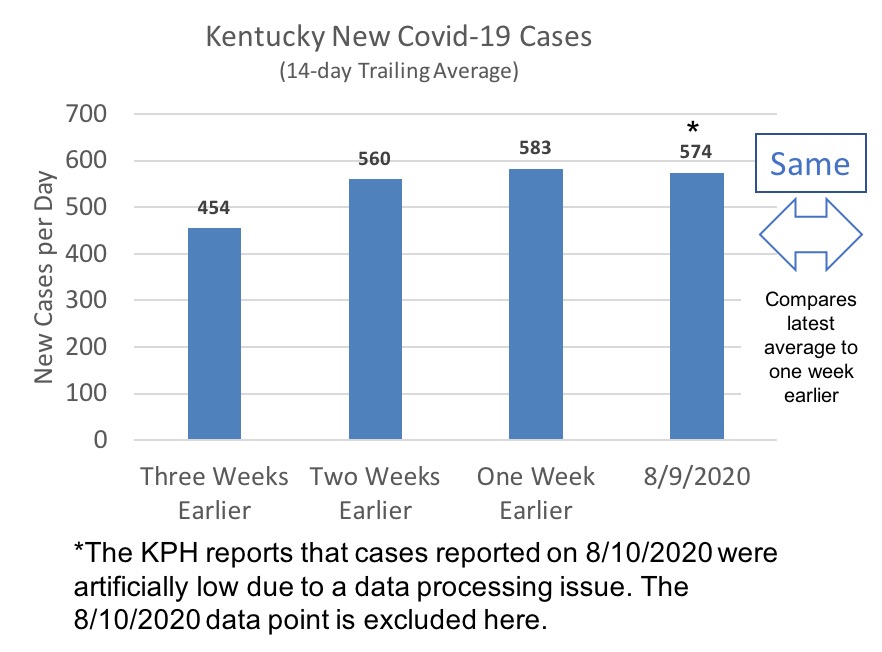 Kentucky New Covid-19 Cases
(14-day Trailing Average)
New Cases per Day
700
600
500
400
300
200
100
0
454
560
583
*
574
Three Weeks
Earlier
Two Weeks
Earlier
One Week
Earlier
8/9/2020
Same
Compares
latest
average to
one week
earlier
*The KPH reports that cases reported on 8/10/2020 were
artificially low due to a data processing issue. The
8/10/2020 data point is excluded here.